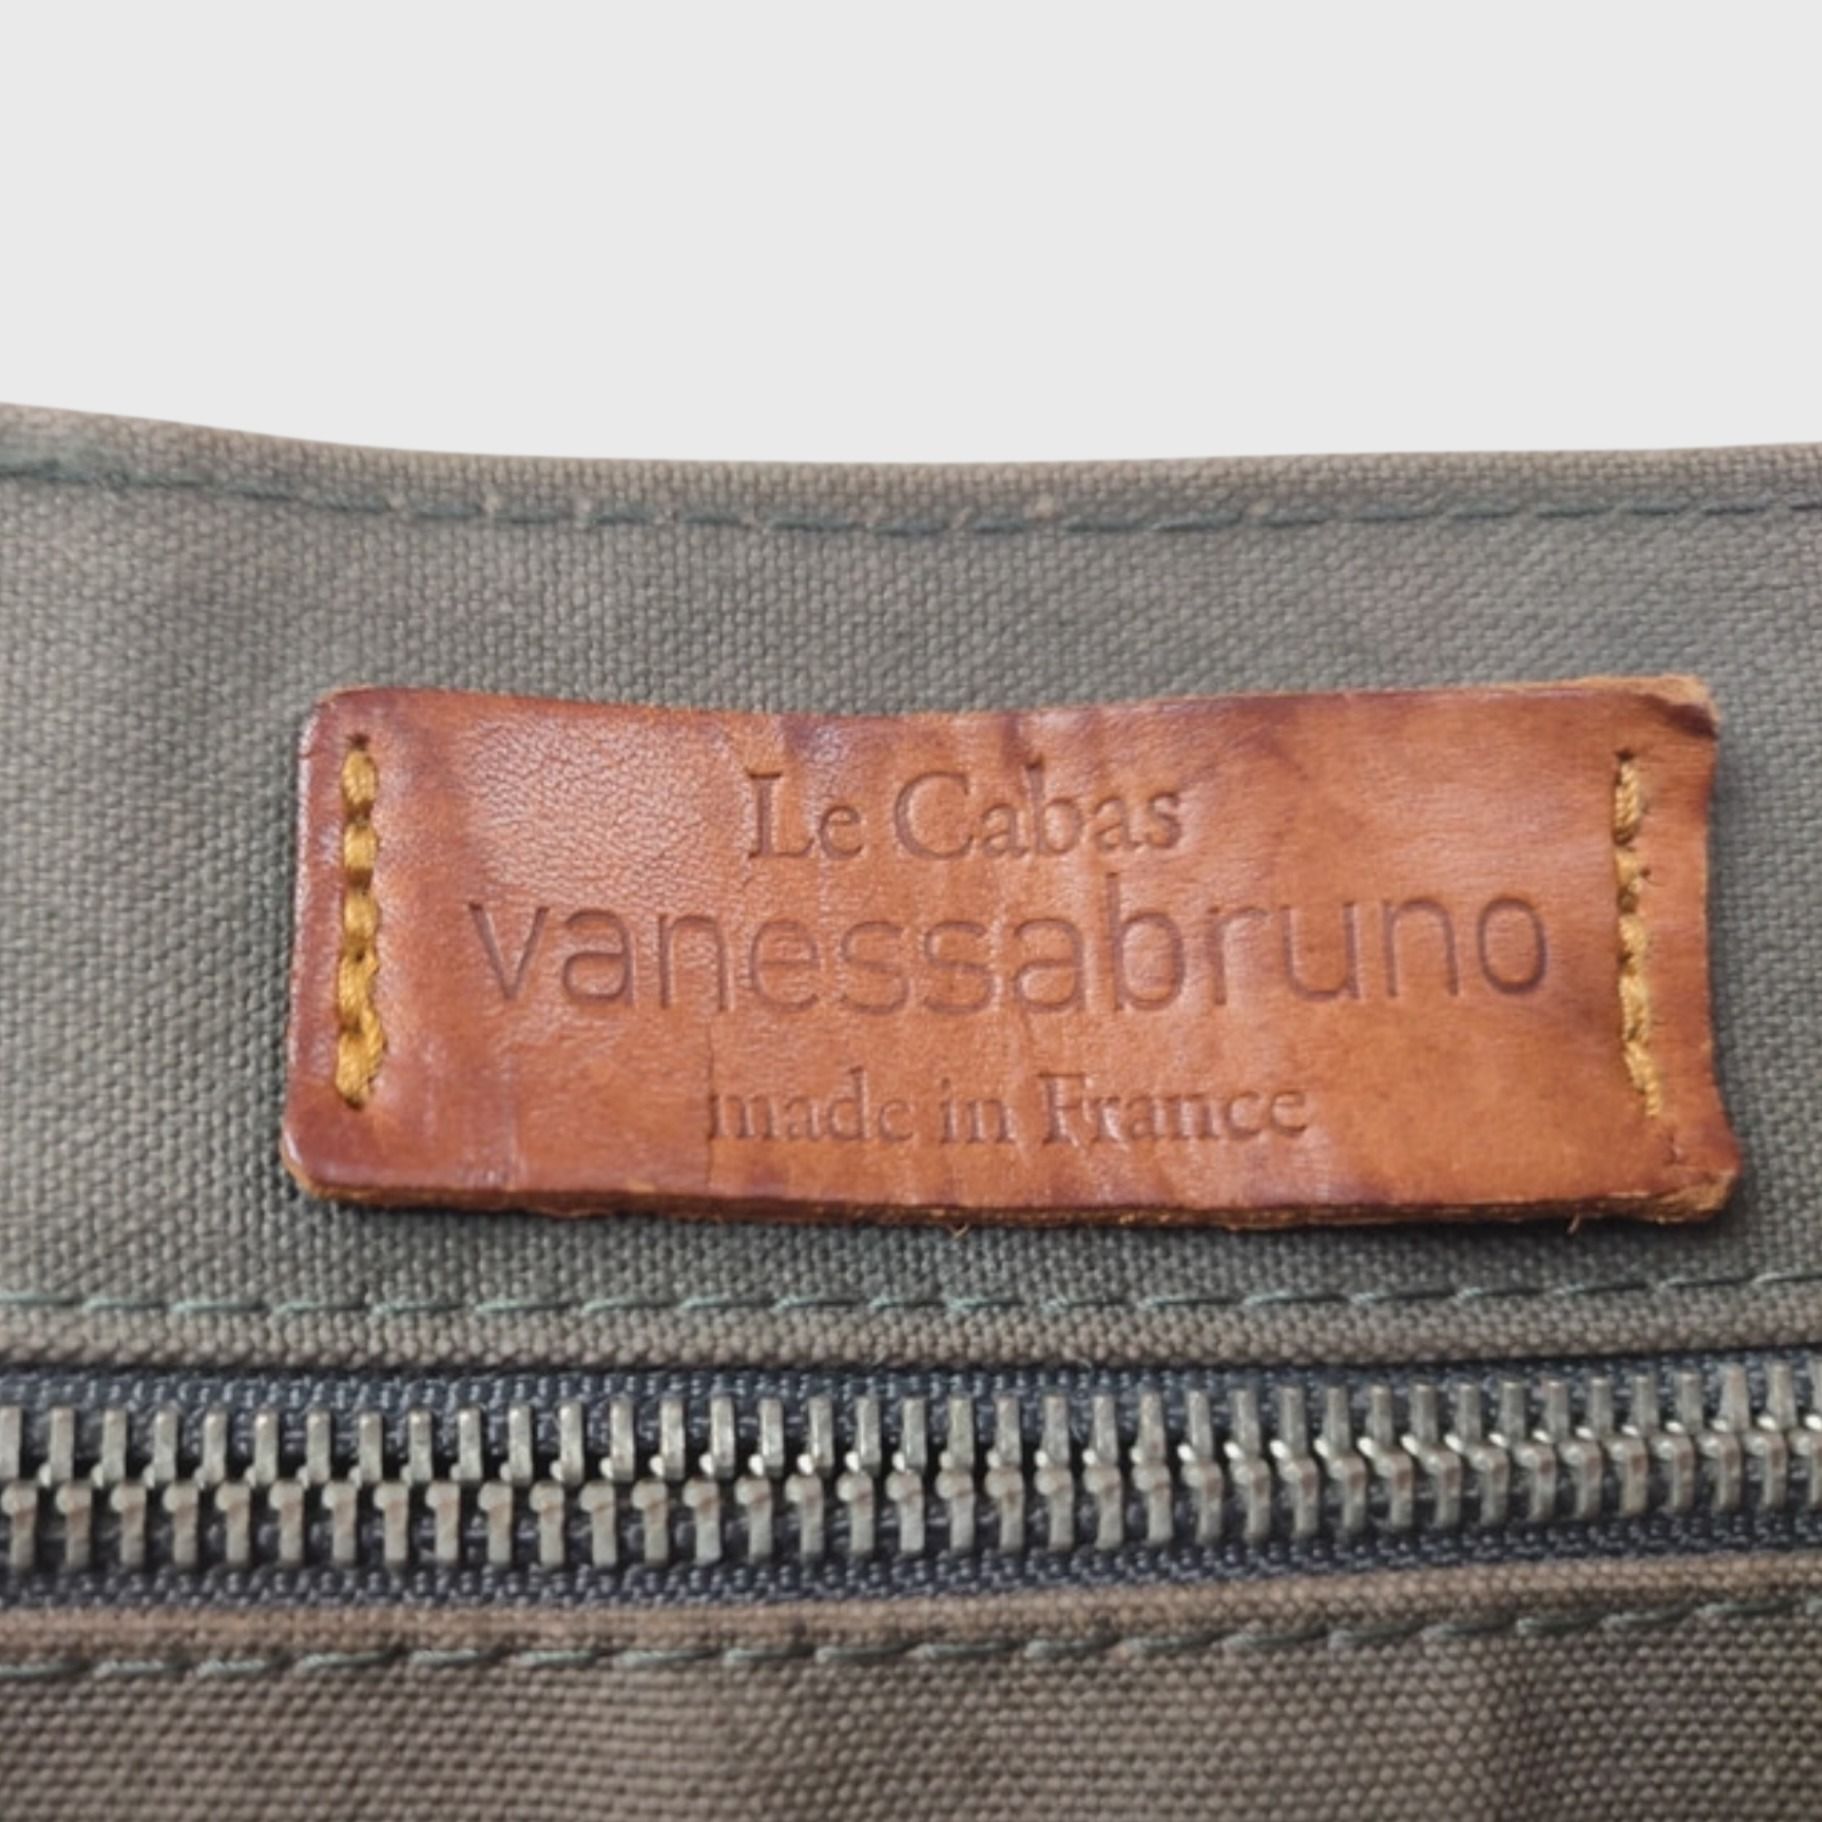 Le Cabas
vanessabruno
made in France